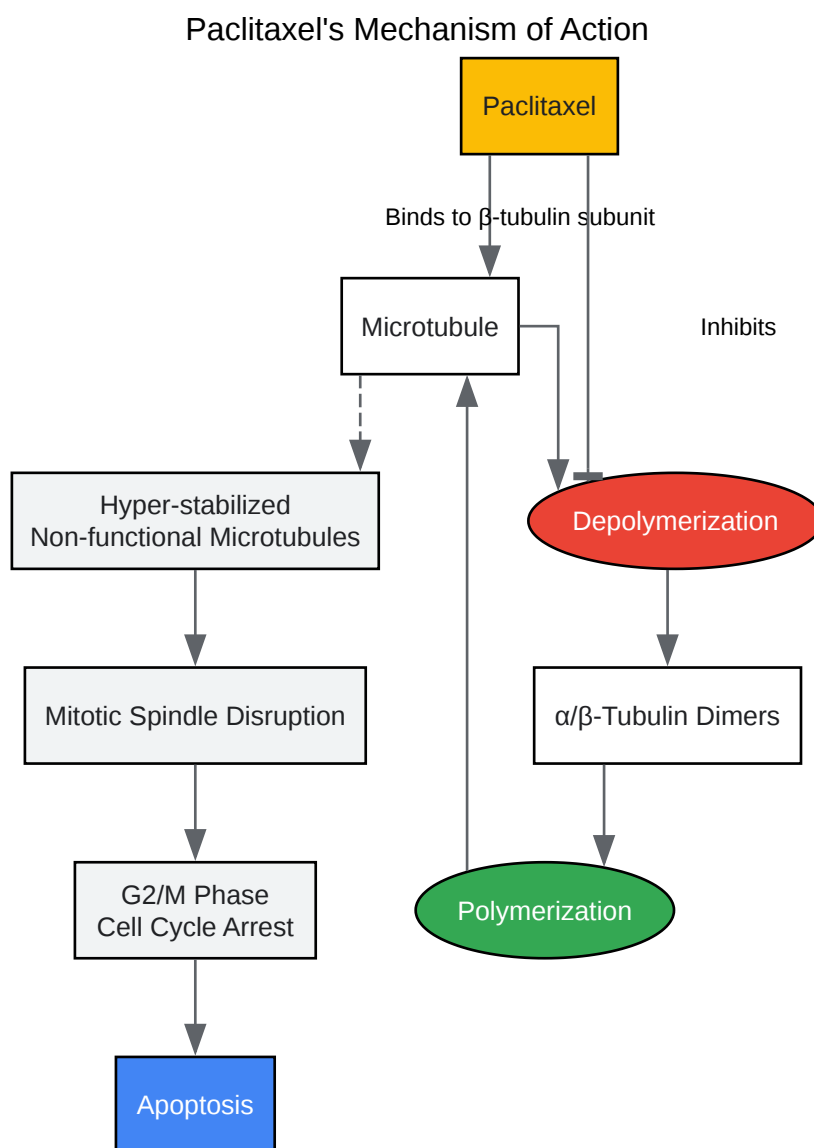 Paclitaxel's Mechanism of Action
Paclitaxel
Binds to β-tubulin subunit
Microtubule
Inhibits
Hyper-stabilized
Non-functional Microtubules
Depolymerization
Mitotic Spindle Disruption
α/β-Tubulin Dimers
G2/M Phase
Cell Cycle Arrest
Polymerization
Apoptosis